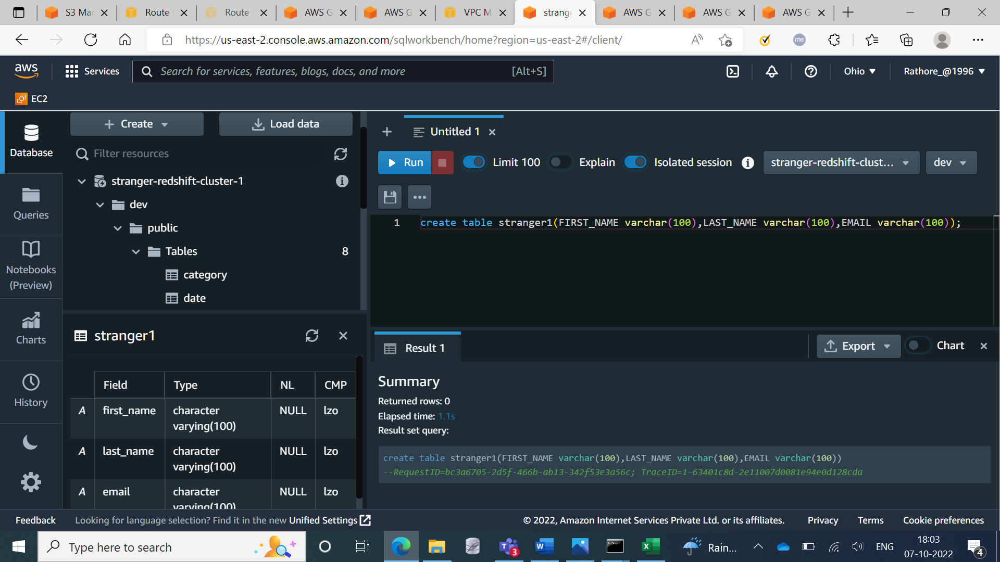 S3 Mar
Route
Route
AWS G
AWS G
VPC M
strange
AWS G
AWS G
AWS G
https://us-east-2.console.aws.amazon.com/sqlworkbench/home?region=us-east-2#/client/
me
aws
Services
Search for services, features, blogs, docs, and more
[Alt+S]
Ohio
Rathore_@1996
EC2
Database
Queries
Notebooks
(Preview)
Charts
History
Create
Load data
Filter resources
stranger-redshift-cluster-1
dev
public
Tables
8
category
date
stranger1
Field Type NL CMP
A first_name character varying(100) NULL lzo
A last_name character varying(100) NULL lzo
A email character varying(100) NULL lzo
Untitled 1
Run
Limit 100
Explain
Isolated session
stranger-redshift-clust...
dev
1 create table stranger1(FIRST_NAME varchar(100),LAST_NAME varchar(100),EMAIL varchar(100));
Result 1
Export
Chart
Summary
Returned rows: 0
Elapsed time: 1.1s
Result set query:
create table stranger1(FIRST_NAME varchar(100),LAST_NAME varchar(100),EMAIL varchar(100))
--RequestID=bc3a6705-2d5f-466b-ab13-342f53e3a56c; TraceID=1-63401c8d-2e11007d0081e94e0d128cda
Feedback
Looking for language selection? Find it in the new Unified Settings
© 2022, Amazon Internet Services Private Ltd. or its affiliates.
Privacy
Terms
Cookie preferences
Type here to search
3
W
X
Rain...
ENG
18:03
07-10-2022
4